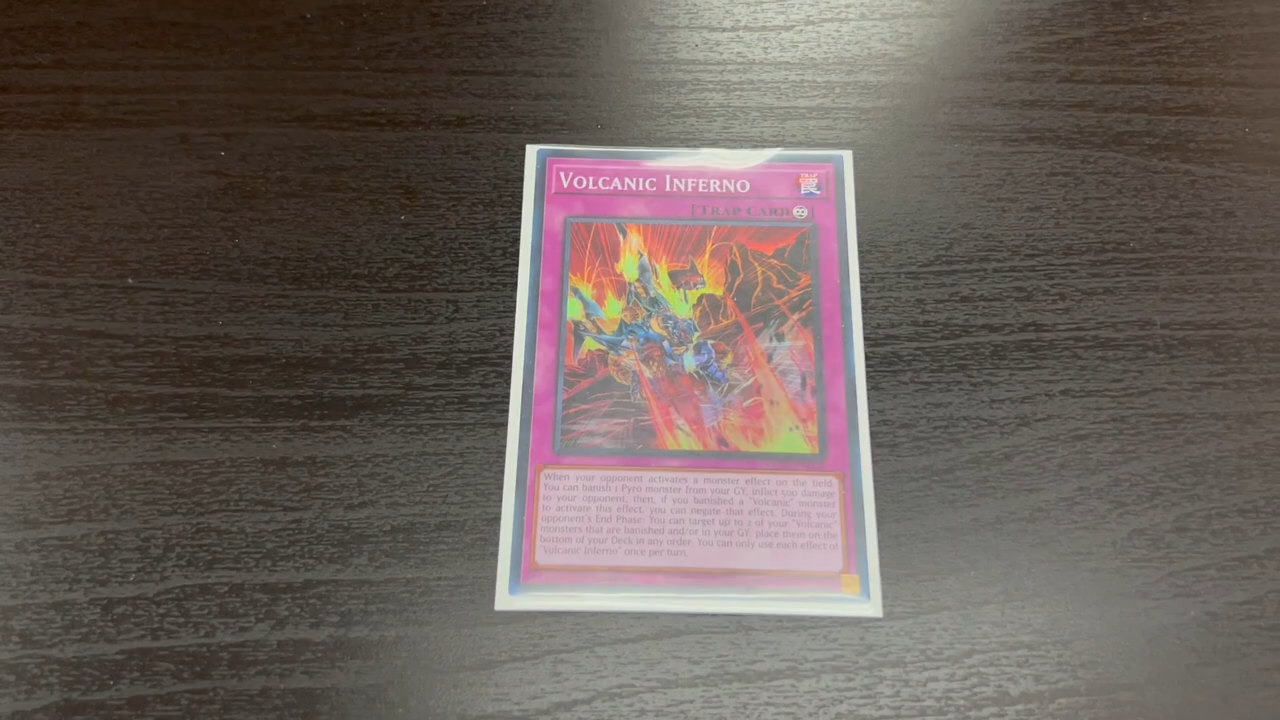 VOLCANIC INFERNO
TRAP
罠
[TRAP CARD ]
When your opponent activates a monster effect on the field:
You can banish 1 Pyro monster from your GY, inflict 500 damage
to your opponent, then, if you banished a "Volcanic" monster
to activate this effect, you can negate that effect. During your
opponent's End Phase: You can target up to 3 of your "Volcanic"
monsters that are banished and/or in your GY; place them on the
bottom of your Deck in any order. You can only use each effect of
"Volcanic Inferno" once per turn.